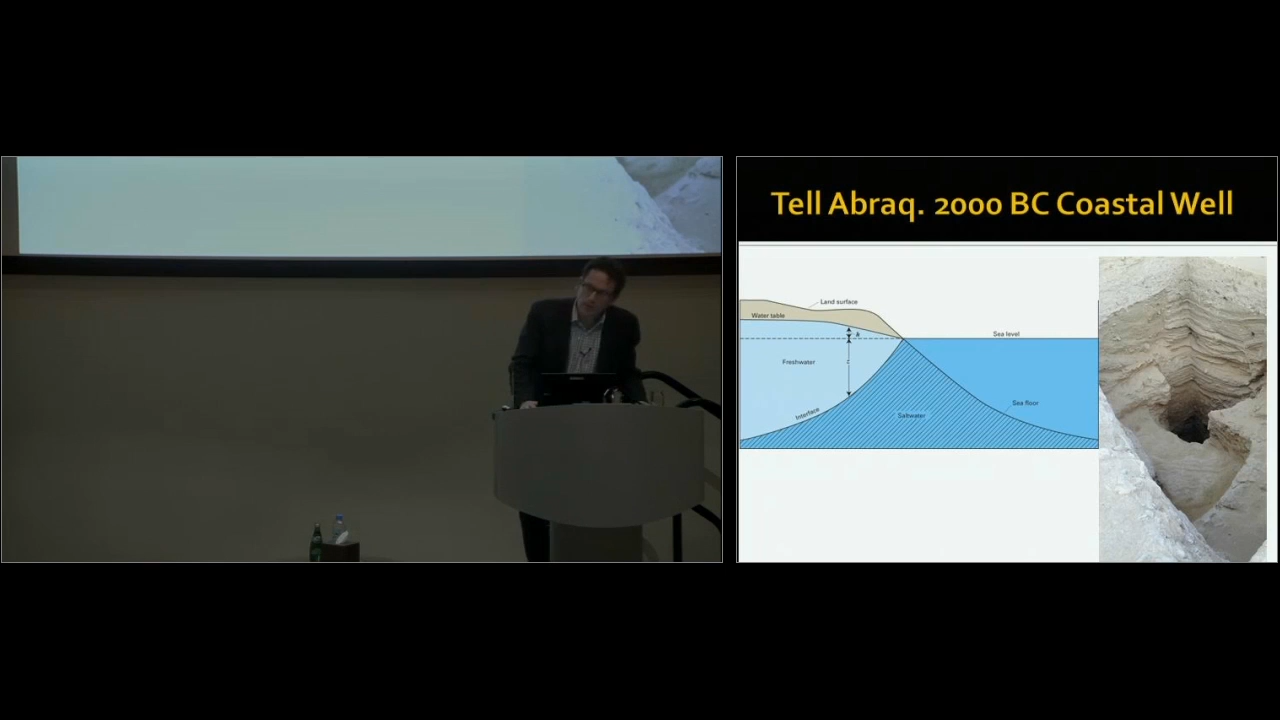 Tell Abraq. 2000 BC Coastal Well
Land surface
Water table
Sea level
Freshwater
Sea floor
Interface
Saltwater